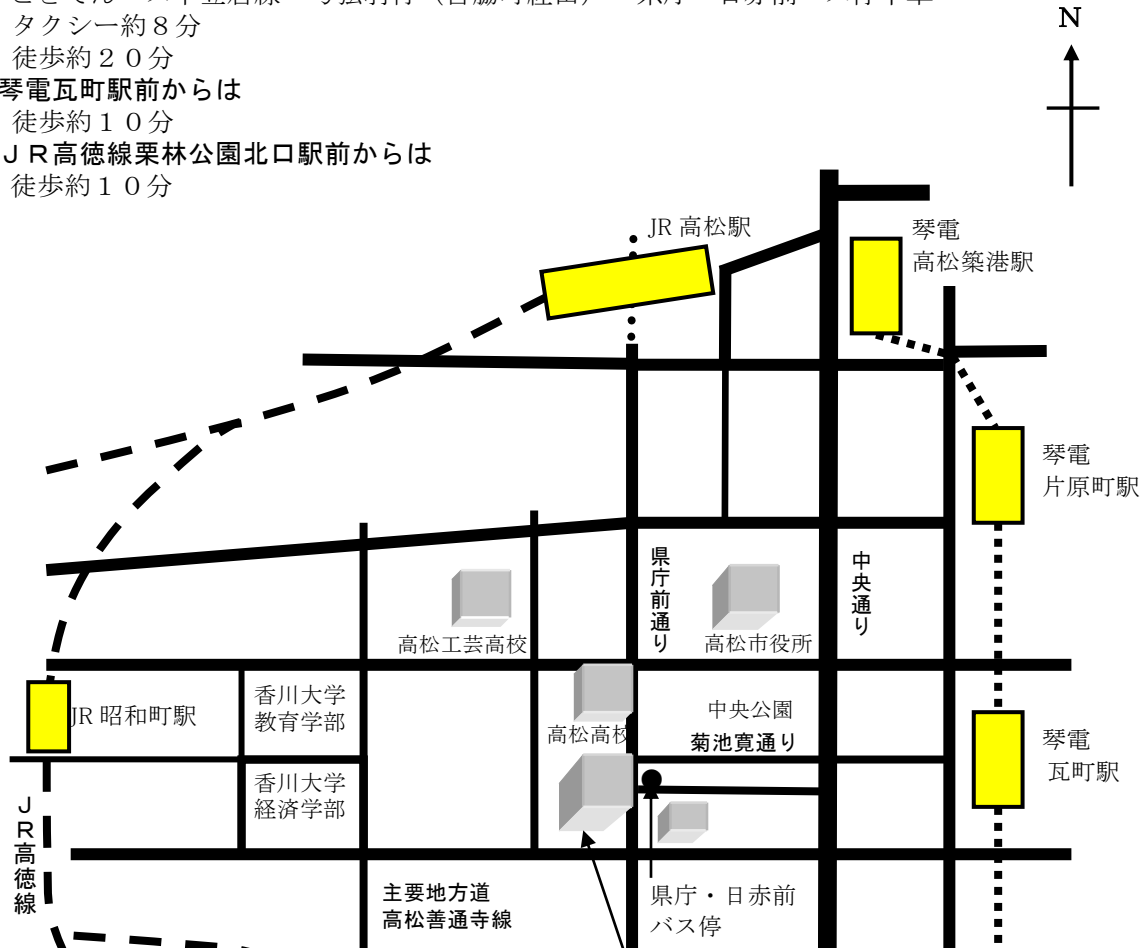 タクシー約８分
徒歩約２０分
琴電瓦町駅前からは
徒歩約１０分
ＪＲ高徳線栗林公園北口駅前からは
徒歩約１０分
N
JR 高松駅
琴電
高松築港駅
琴電
片原町駅
県庁前通り
中央通り
高松工芸高校
高松市役所
JR 昭和町駅
香川大学
教育学部
高松高校
中央公園
菊池寛通り
琴電
瓦町駅
香川大学
経済学部
ＪＲ高徳線
主要地方道
高松善通寺線
県庁・日赤前
バス停